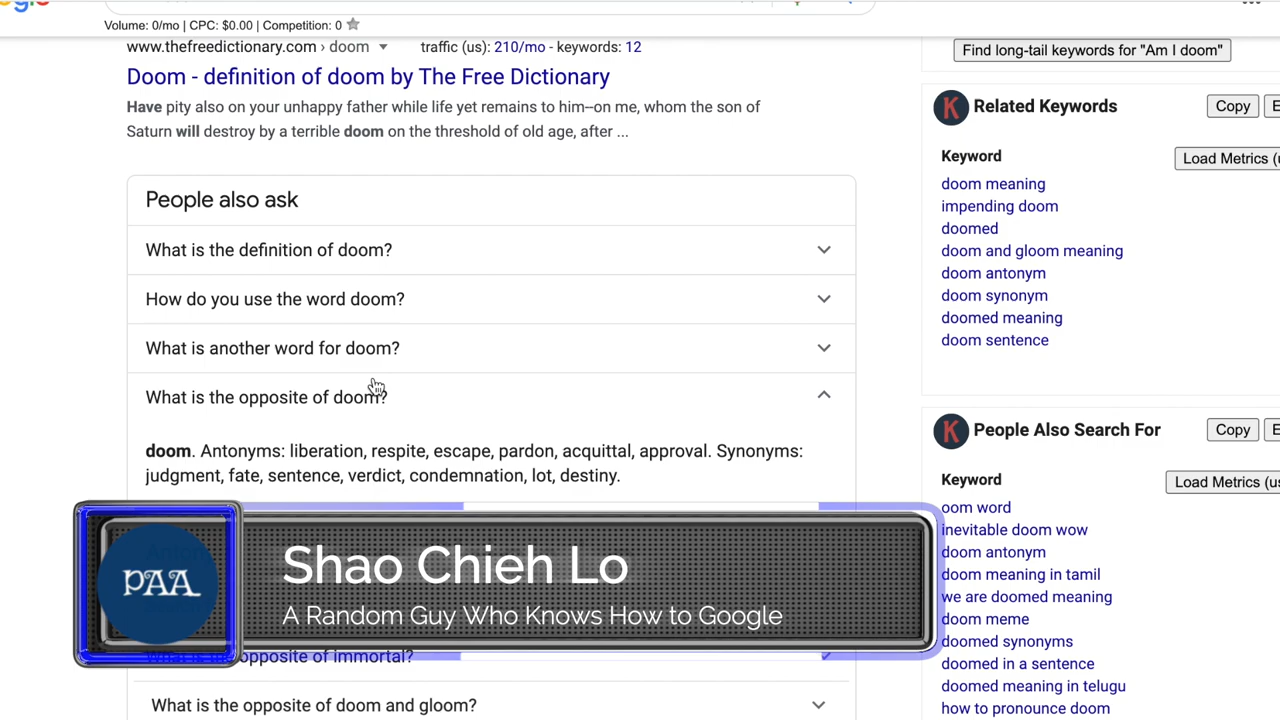 Volume: 0/mo | CPC: $0.00 | Competition: 0
www.thefreedictionary.com › doom
traffic (us): 210/mo - keywords: 12
Doom - definition of doom by The Free Dictionary
Have pity also on your unhappy father while life yet remains to him--on me, whom the son of
Saturn will destroy by a terrible doom on the threshold of old age, after ...
People also ask
What is the definition of doom?
How do you use the word doom?
What is another word for doom?
What is the opposite of doom?
doom. Antonyms: liberation, respite, escape, pardon, acquittal, approval. Synonyms:
judgment, fate, sentence, verdict, condemnation, lot, destiny.
PAA
Shao Chieh Lo
A Random Guy Who Knows How to Google
What is the opposite of immortal?
What is the opposite of doom and gloom?
Find long-tail keywords for "Am I doom"
Related Keywords
Copy
Keyword
Load Metrics (u
doom meaning
impending doom
doomed
doom and gloom meaning
doom antonym
doom synonym
doomed meaning
doom sentence
People Also Search For
Copy
Keyword
Load Metrics (us
oom word
inevitable doom wow
doom antonym
doom meaning in tamil
we are doomed meaning
doom meme
doomed synonyms
doomed in a sentence
doomed meaning in telugu
how to pronounce doom